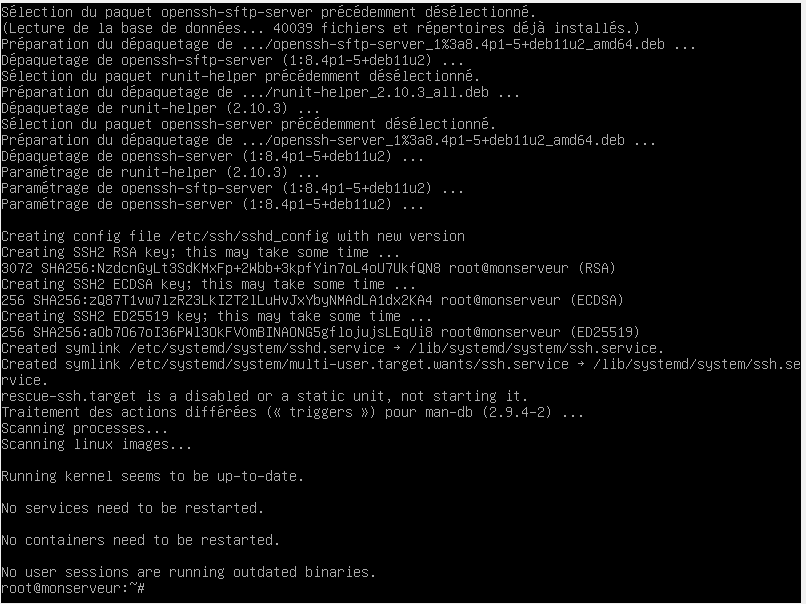 Sélection du paquet openssh-sftp-server précédemment désélectionné.
(Lecture de la base de données... 40039 fichiers et répertoires déjà installés.)
Préparation du dépaquetage de .../openssh-sftp-server_1%3a8.4p1-5+deb11u2_amd64.deb ...
Dépaquetage de openssh-sftp-server (1:8.4p1-5+deb11u2) ...
Sélection du paquet runit-helper précédemment désélectionné.
Préparation du dépaquetage de .../runit-helper_2.10.3_all.deb ...
Dépaquetage de runit-helper (2.10.3) ...
Sélection du paquet openssh-server précédemment désélectionné.
Préparation du dépaquetage de .../openssh-server_1%3a8.4p1-5+deb11u2_amd64.deb ...
Dépaquetage de openssh-server (1:8.4p1-5+deb11u2) ...
Paramétrage de runit-helper (2.10.3) ...
Paramétrage de openssh-sftp-server (1:8.4p1-5+deb11u2) ...
Paramétrage de openssh-server (1:8.4p1-5+deb11u2) ...
Creating config file /etc/ssh/sshd_config with new version
Creating SSH2 RSA key; this may take some time ...
3072 SHA256:NzdcnGyLt3SdKMxFp+2Wbb+3kpfYin7oL4oU7UkfQN8 root@monserveur (RSA)
Creating SSH2 ECDSA key; this may take some time ...
256 SHA256:zQ87T1vw7lzRZ3LkIZT2lLuHvJxYbyNMAdLA1dx2KA4 root@monserveur (ECDSA)
Creating SSH2 ED25519 key; this may take some time ...
256 SHA256:aOb7O67oI36PWl3OkFV0mBINAONG5gflojujsLEqUi8 root@monserveur (ED25519)
Created symlink /etc/systemd/system/sshd.service → /lib/systemd/system/ssh.service.
Created symlink /etc/systemd/system/multi-user.target.wants/ssh.service → /lib/systemd/system/ssh.se
rvice.
rescue-ssh.target is a disabled or a static unit, not starting it.
Traitement des actions différées (« triggers ») pour man-db (2.9.4-2) ...
Scanning processes...
Scanning linux images...
Running kernel seems to be up-to-date.
No services need to be restarted.
No containers need to be restarted.
No user sessions are running outdated binaries.
root@monserveur:~#